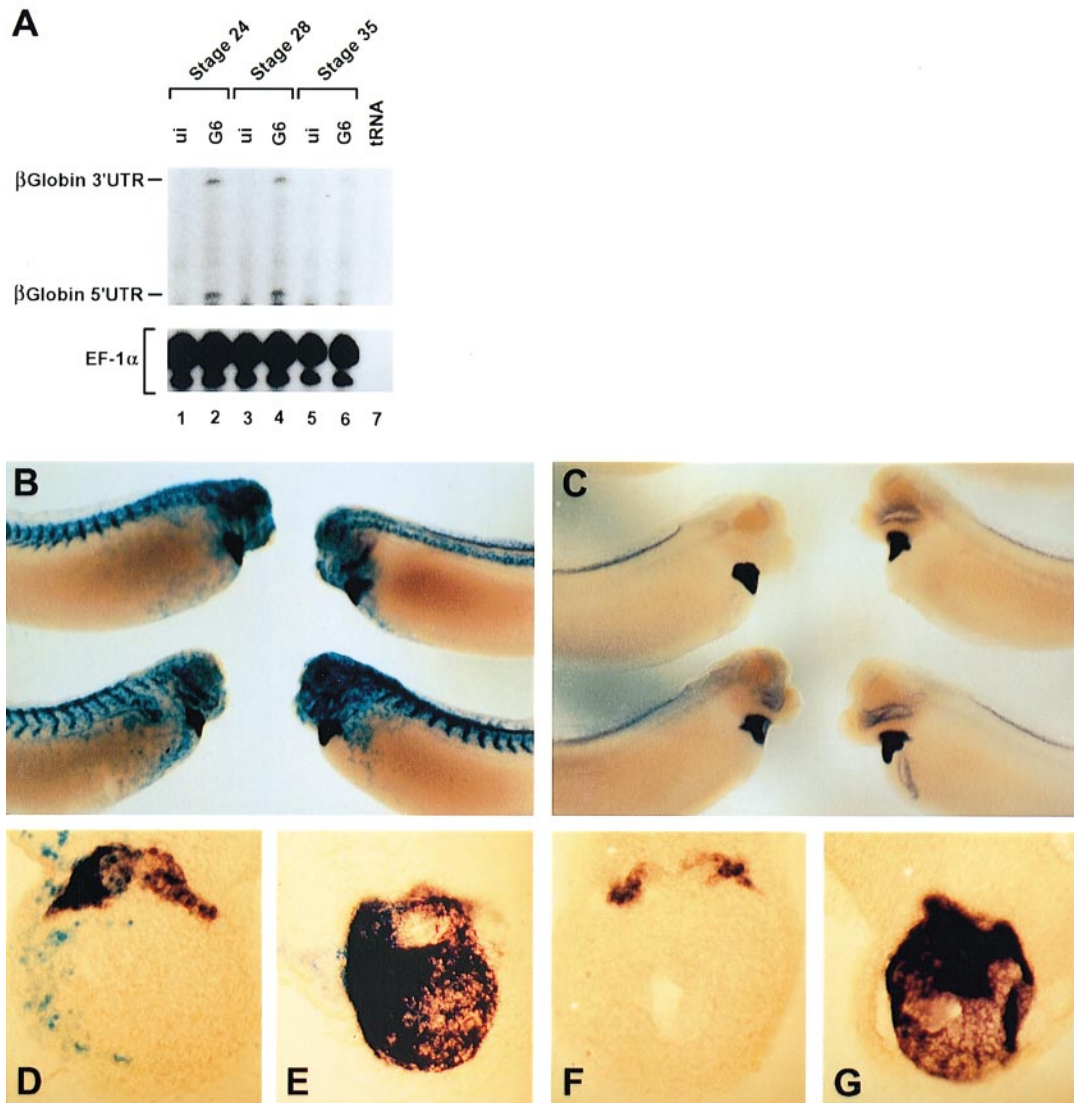 A
Stage 24 Stage 28 Stage 35
ui G6 ui G6 ui G6 tRNA
βGlobin 3'UTR
βGlobin 5'UTR
EF-1α
1 2 3 4 5 6 7
B C
D E F G